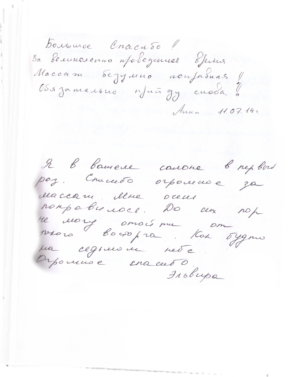 Большое Спасибо!
За великолепно проведенное время
Массаж безумно понравился!
Обязательно приду снова!
Анна 11.07.14.
Я в вашем салоне в первый
раз. Спасибо огромное за
массаж мне очень
понравилось. До сих пор
не могу отойти от
того восторга. Как будто
на седьмом небе
Огромное спасибо
Эльвира